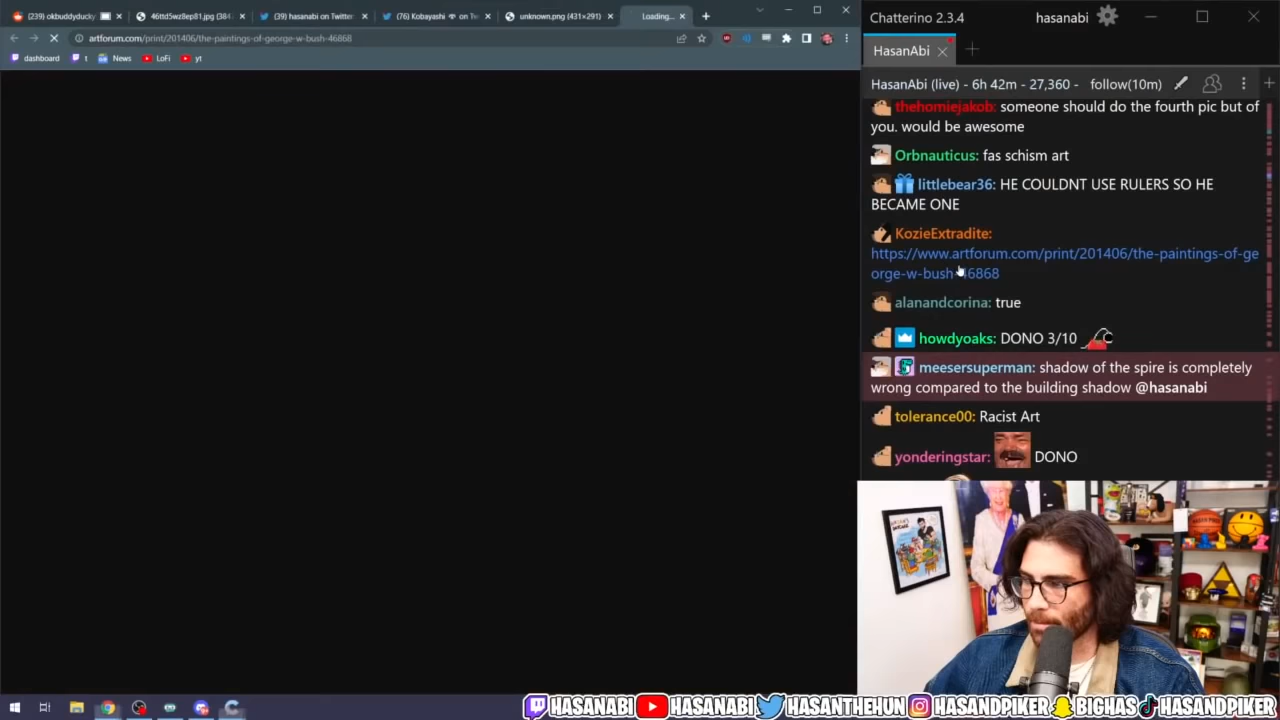 (239) okbuddyducky
46ttd5wz8ep81.jpg (384
(39) hasanabi on Twitter
(76) Kobayashi
on Tw
unknown.png (431×291)
Loading...
artforum.com/print/201406/the-paintings-of-george-w-bush-46868
dashboard
t
News
LoFi
yt
Chatterino 2.3.4
hasanabi
HasanAbi
HasanAbi (live) - 6h 42m - 27,360 -
follow(10m)
thehomiejakob: someone should do the fourth pic but of
you. would be awesome
Orbnauticus: fas schism art
littlebear36: HE COULDNT USE RULERS SO HE
BECAME ONE
KozieExtradite:
https://www.artforum.com/print/201406/the-paintings-of-ge
orge-w-bush-46868
alanandcorina: true
howdyoaks: DONO 3/10
meesersuperman: shadow of the spire is completely
wrong compared to the building shadow @hasanabi
tolerance00: Racist Art
yonderingstar: DONO
HASANABI HASANABI HASANTHEHUN HASANDPIKER BIGHAS HASANDPIKER